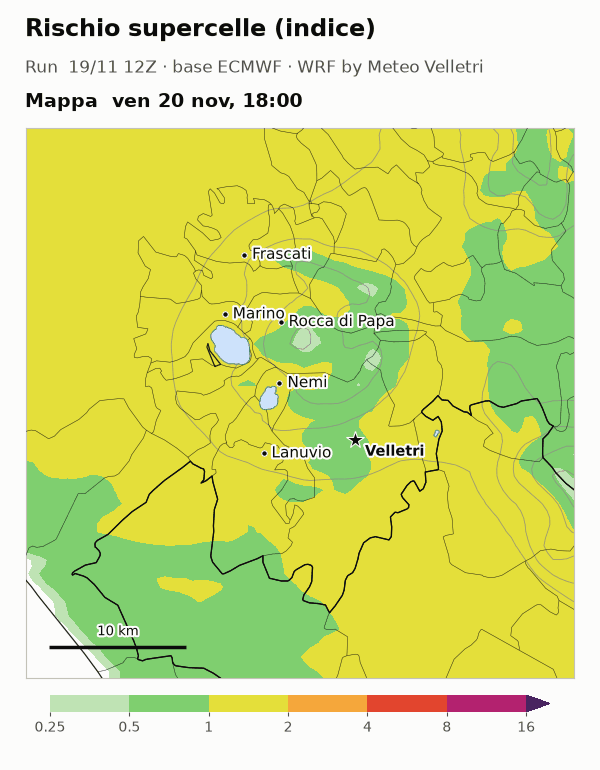 Rischio supercelle (indice)
Run  19/11 12Z · base ECMWF · WRF by Meteo Velletri
Mappa  ven 20 nov, 18:00
Frascati
Marino
Rocca di Papa
Nemi
Lanuvio
Velletri
10 km
0.25 0.5 1 2 4 8 16